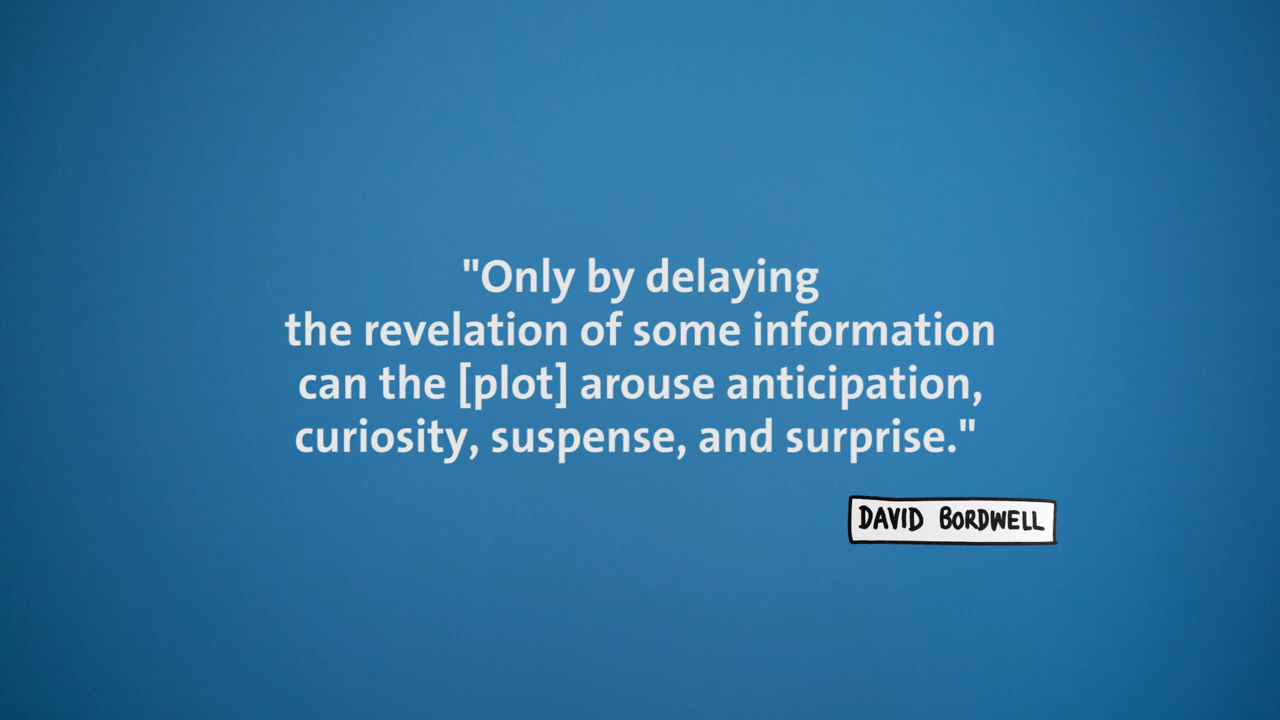 "Only by delaying
the revelation of some information
can the [plot] arouse anticipation,
curiosity, suspense, and surprise."
DAVID BORDWELL